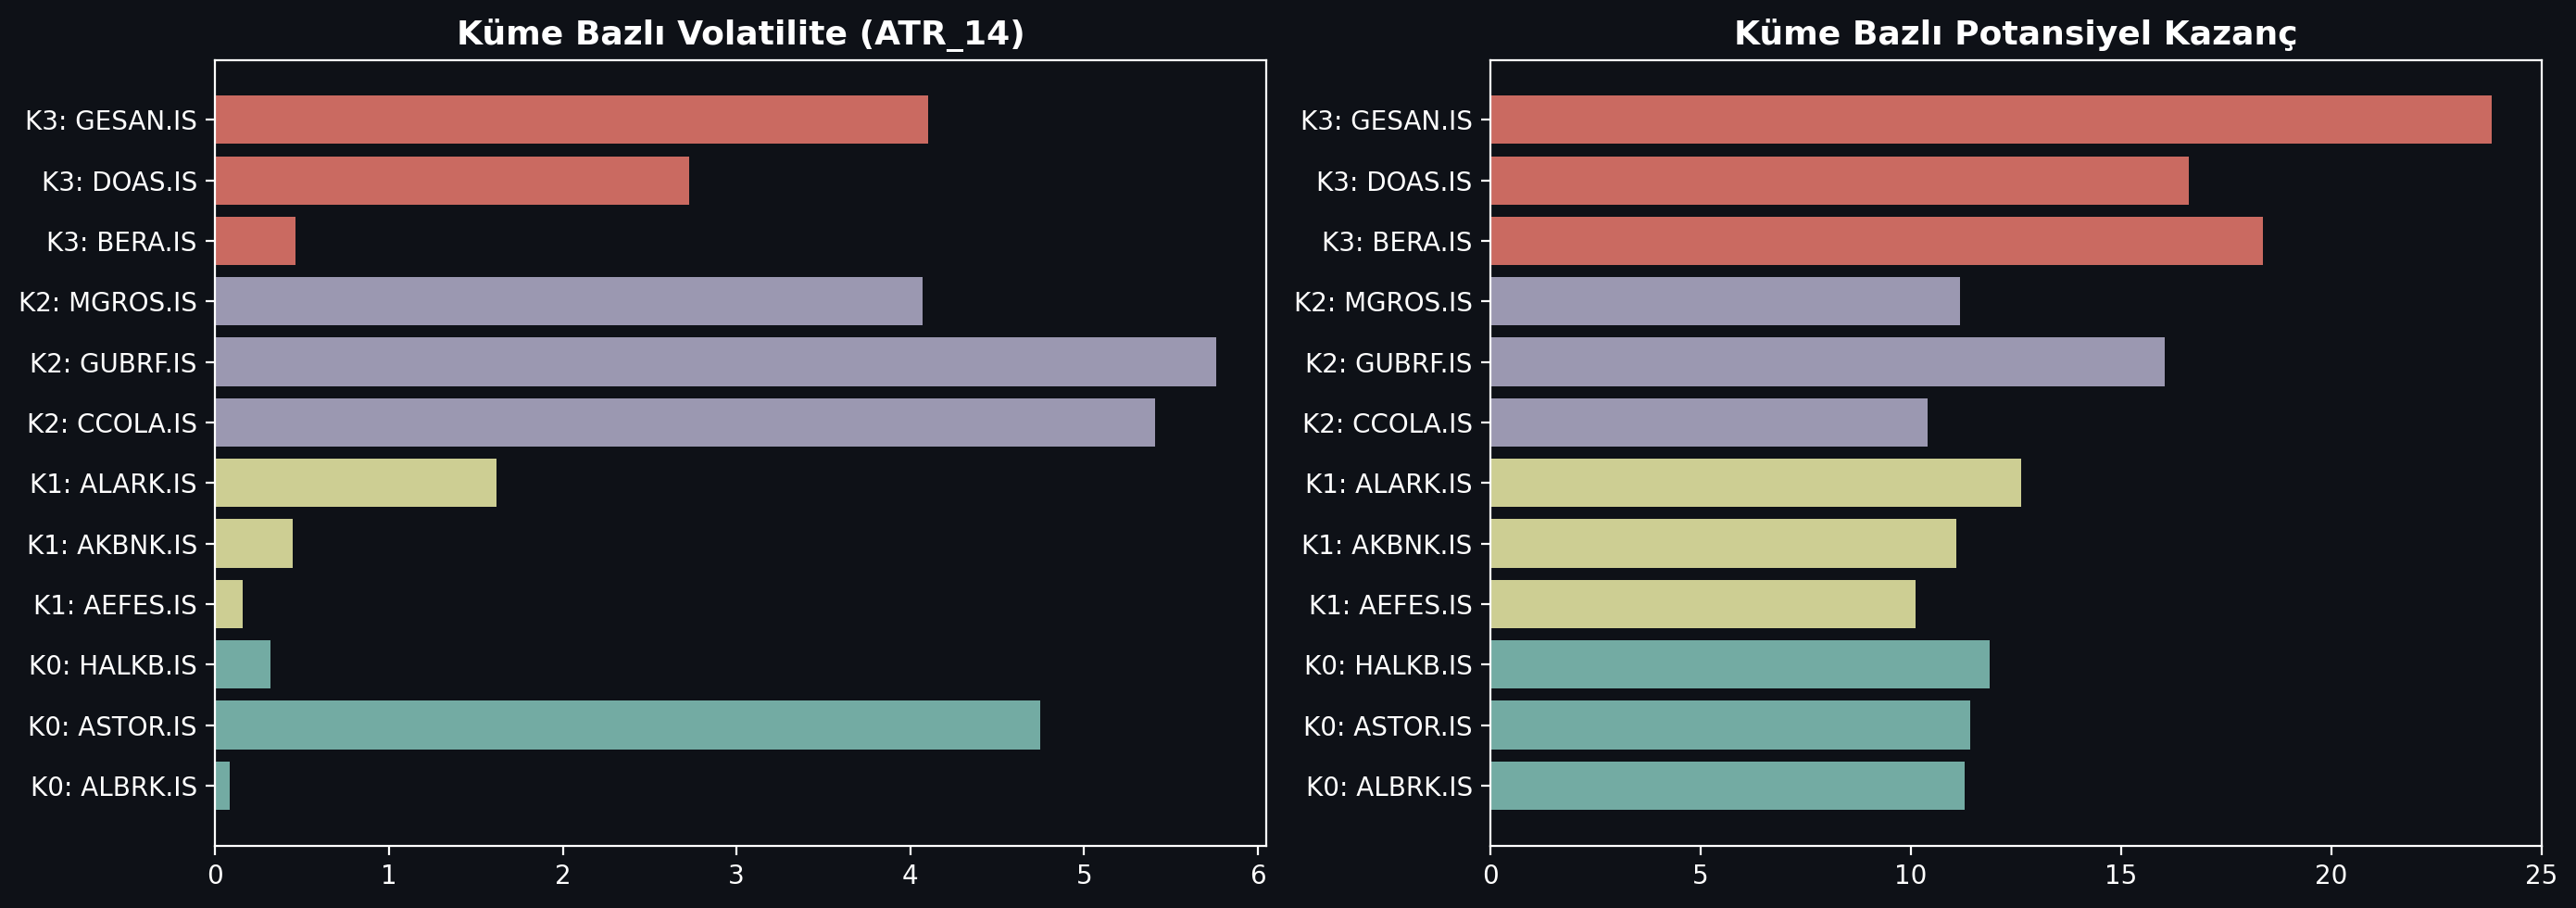 Küme Bazlı Volatilite (ATR_14)
K3: GESAN.IS
K3: DOAS.IS
K3: BERA.IS
K2: MGROS.IS
K2: GUBRF.IS
K2: CCOLA.IS
K1: ALARK.IS
K1: AKBNK.IS
K1: AEFES.IS
K0: HALKB.IS
K0: ASTOR.IS
K0: ALBRK.IS
0 1 2 3 4 5 6
Küme Bazlı Potansiyel Kazanç
K3: GESAN.IS
K3: DOAS.IS
K3: BERA.IS
K2: MGROS.IS
K2: GUBRF.IS
K2: CCOLA.IS
K1: ALARK.IS
K1: AKBNK.IS
K1: AEFES.IS
K0: HALKB.IS
K0: ASTOR.IS
K0: ALBRK.IS
0 5 10 15 20 25